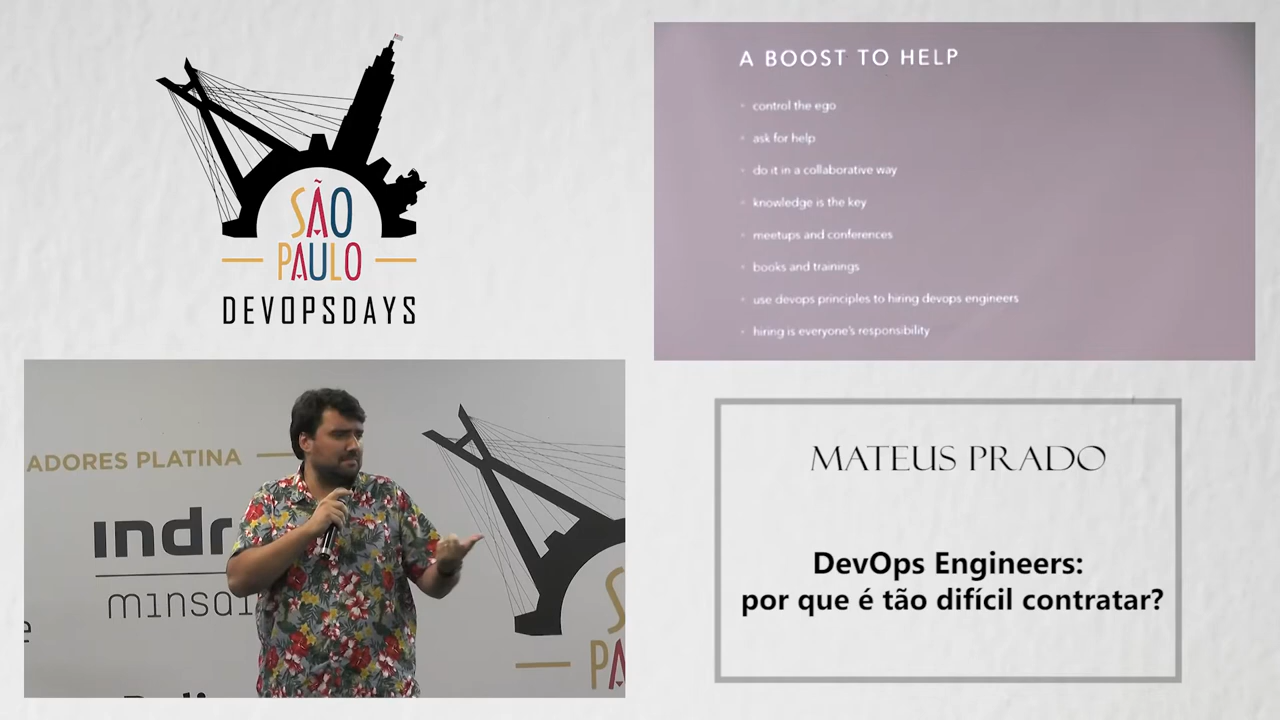 SÃO
PAULO
DEVOPSDAYS
A BOOST TO HELP
control the ego
ask for help
do it in a collaborative way
knowledge is the key
meetups and conferences
books and trainings
use devops principles to hiring devops engineers
hiring is everyone's responsibility
ADORES PLATINA
indr
minsai
e
S
PA
MATEUS PRADO
DevOps Engineers:
por que é tão difícil contratar?